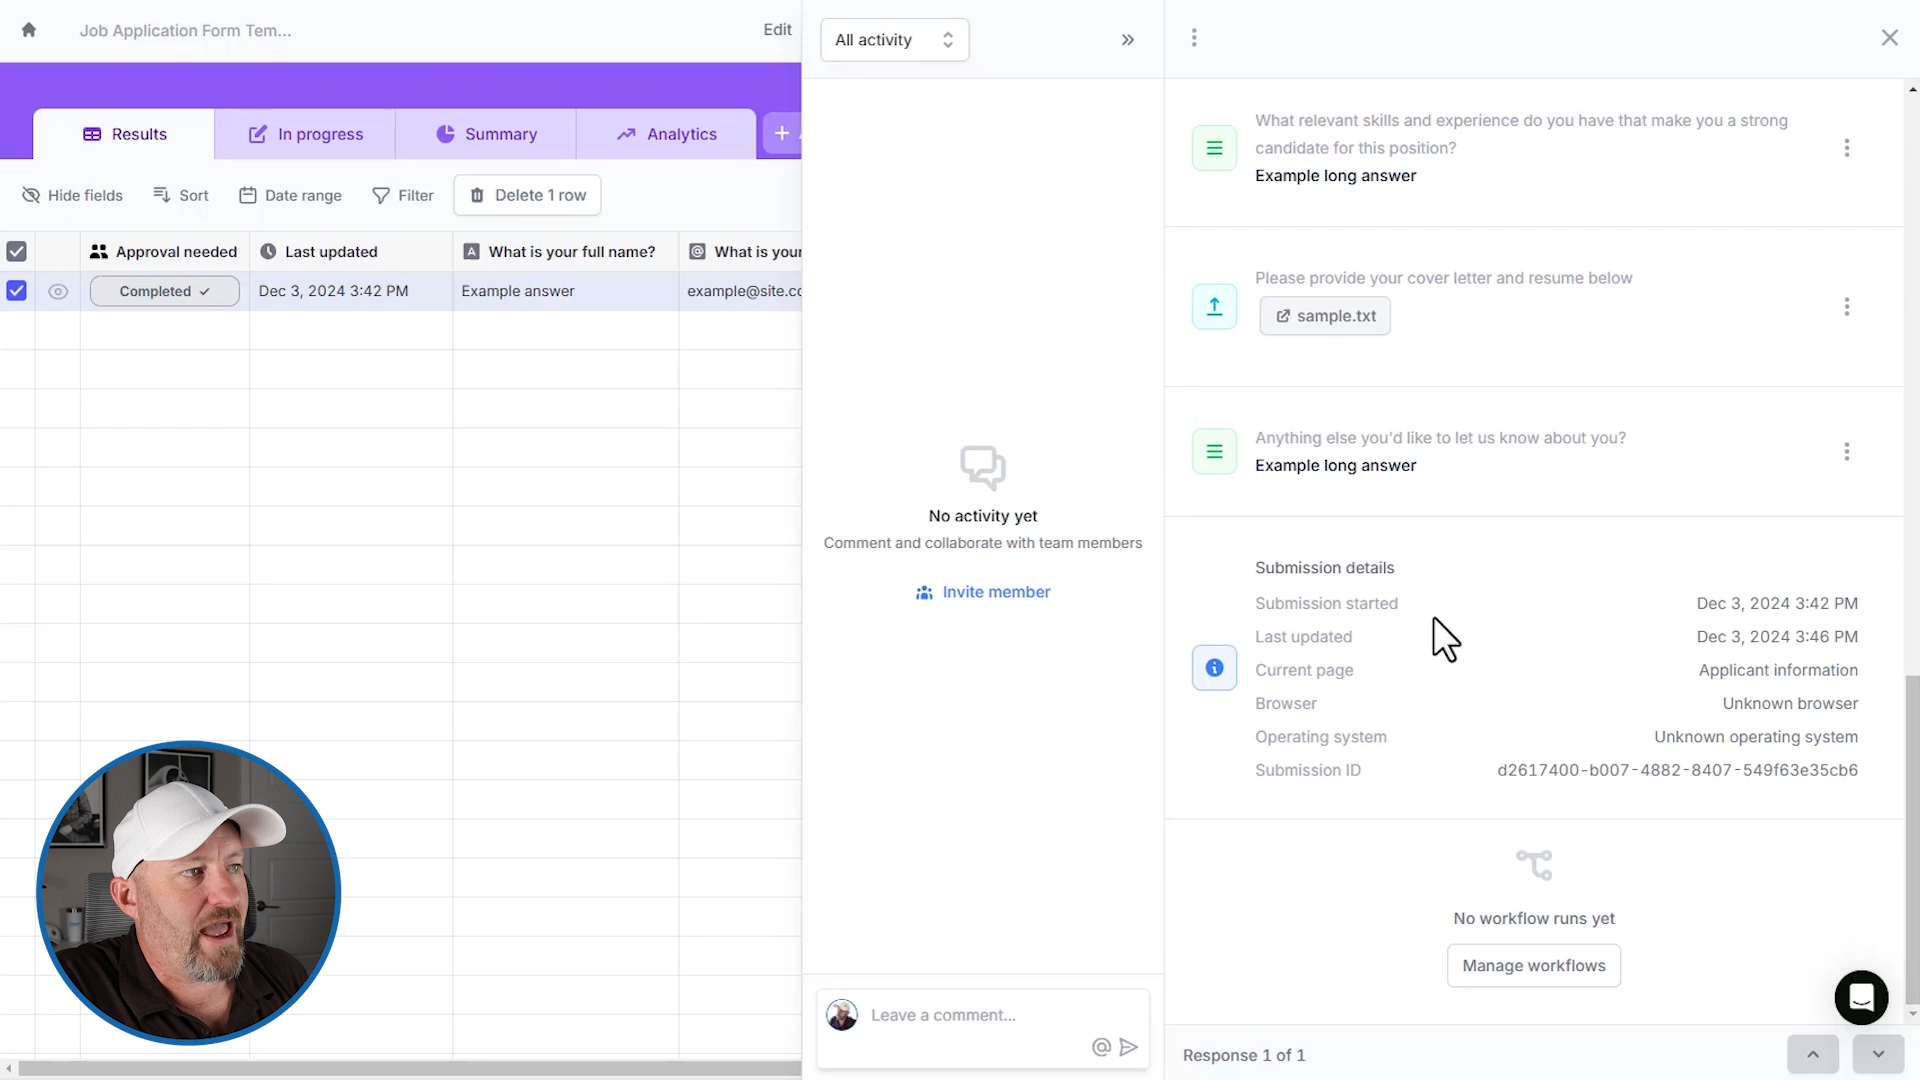 Job Application Form Tem...
Edit
Results
In progress
Summary
Analytics
Hide fields
Sort
Date range
Filter
Delete 1 row
Approval needed
Last updated
What is your full name?
What is your
Completed
Dec 3, 2024 3:42 PM
Example answer
example@site.co
All activity
No activity yet
Comment and collaborate with team members
Invite member
Leave a comment...
What relevant skills and experience do you have that make you a strong
candidate for this position?
Example long answer
Please provide your cover letter and resume below
sample.txt
Anything else you'd like to let us know about you?
Example long answer
Submission details
Submission started Dec 3, 2024 3:42 PM
Last updated Dec 3, 2024 3:46 PM
Current page Applicant information
Browser Unknown browser
Operating system Unknown operating system
Submission ID d2617400-b007-4882-8407-549f63e35cb6
No workflow runs yet
Manage workflows
Response 1 of 1